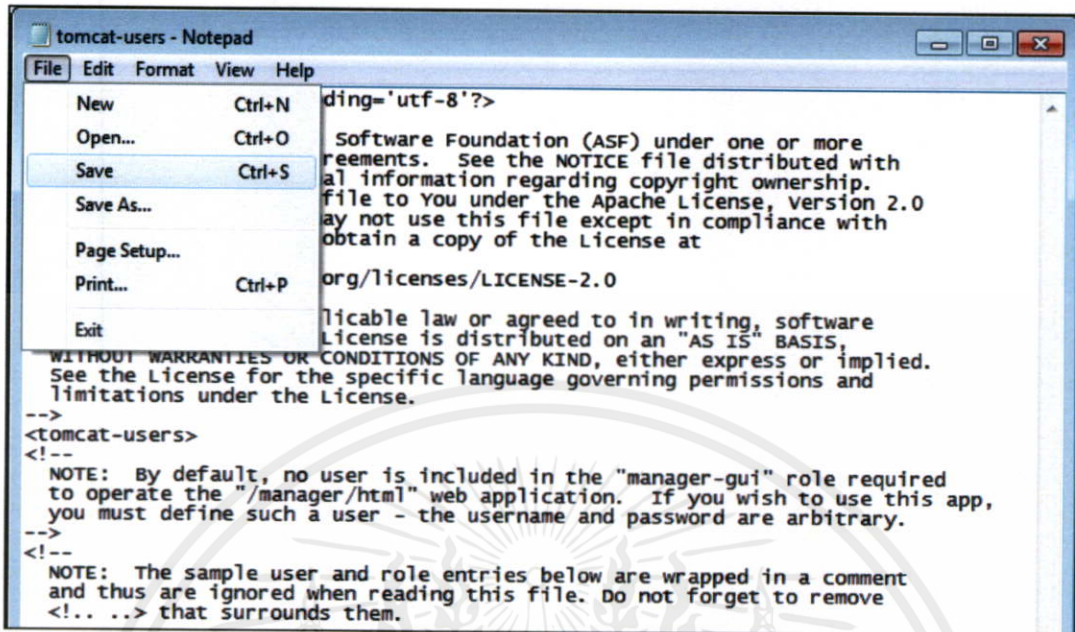 tomcat-users - Notepad
File Edit Format View Help
New Ctrl+N
Open... Ctrl+O
Save Ctrl+S
Save As...
Page Setup...
Print... Ctrl+P
Exit
ding='utf-8'?>
Software Foundation (ASF) under one or more
reements. See the NOTICE file distributed with
al information regarding copyright ownership.
file to You under the Apache License, Version 2.0
ay not use this file except in compliance with
obtain a copy of the License at
org/licenses/LICENSE-2.0
licable law or agreed to in writing, software
License is distributed on an "AS IS" BASIS,
WITHOUT WARRANTIES OR CONDITIONS OF ANY KIND, either express or implied.
See the License for the specific language governing permissions and
limitations under the License.
-->
<tomcat-users>
<!--
NOTE: By default, no user is included in the "manager-gui" role required
to operate the "/manager/html" web application. If you wish to use this app,
you must define such a user - the username and password are arbitrary.
-->
<!--
NOTE: The sample user and role entries below are wrapped in a comment
and thus are ignored when reading this file. Do not forget to remove
<!.. ..> that surrounds them.